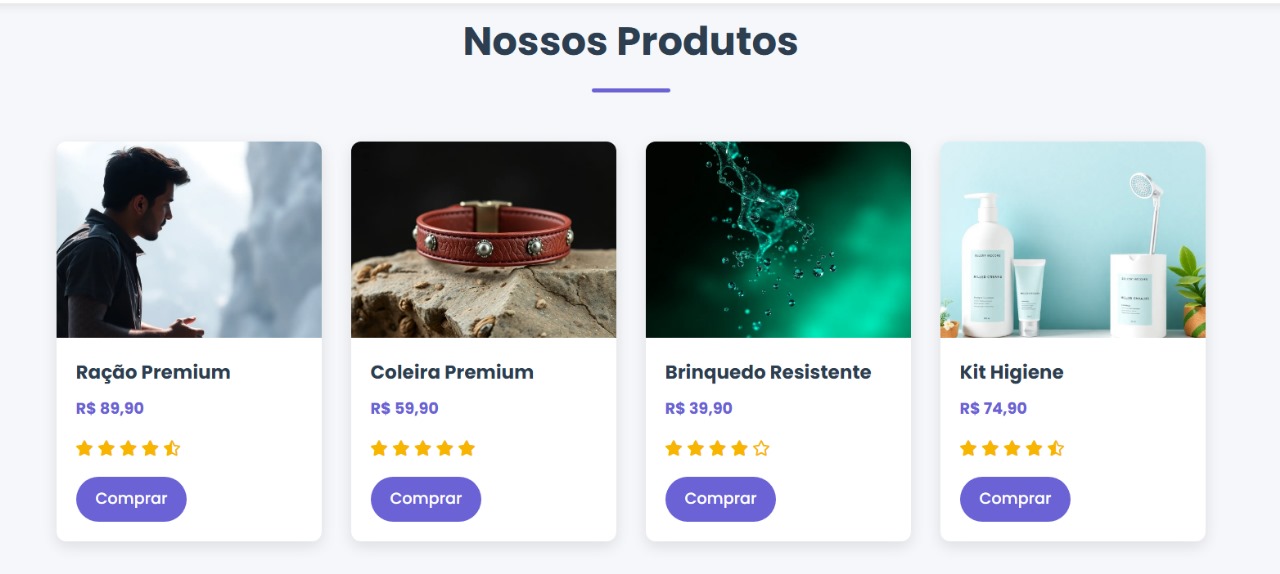 Nossos Produtos
Ração Premium
R$ 89,90
Comprar
Coleira Premium
R$ 59,90
Comprar
Brinquedo Resistente
R$ 39,90
Comprar
Kit Higiene
R$ 74,90
Comprar